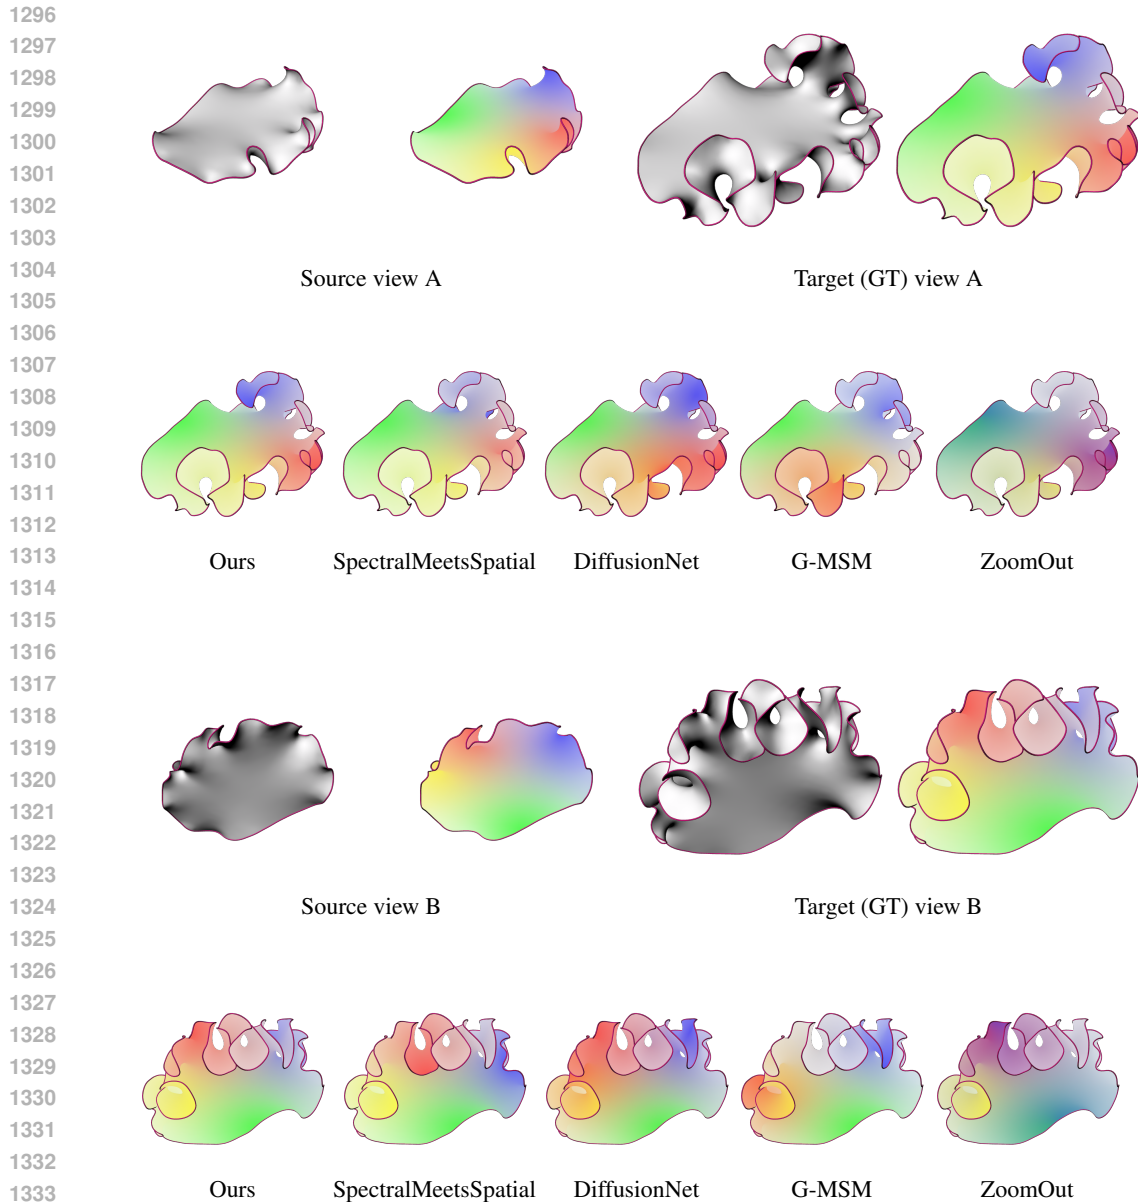 1296
1297
1298
1299
1300
1301
1302
1303
1304
Source view A
Target (GT) view A
1305
1306
1307
1308
1309
1310
1311
1312
1313
Ours
SpectralMeetsSpatial
DiffusionNet
G-MSM
ZoomOut
1314
1315
1316
1317
1318
1319
1320
1321
1322
1323
1324
Source view B
Target (GT) view B
1325
1326
1327
1328
1329
1330
1331
1332
1333
Ours
SpectralMeetsSpatial
DiffusionNet
G-MSM
ZoomOut